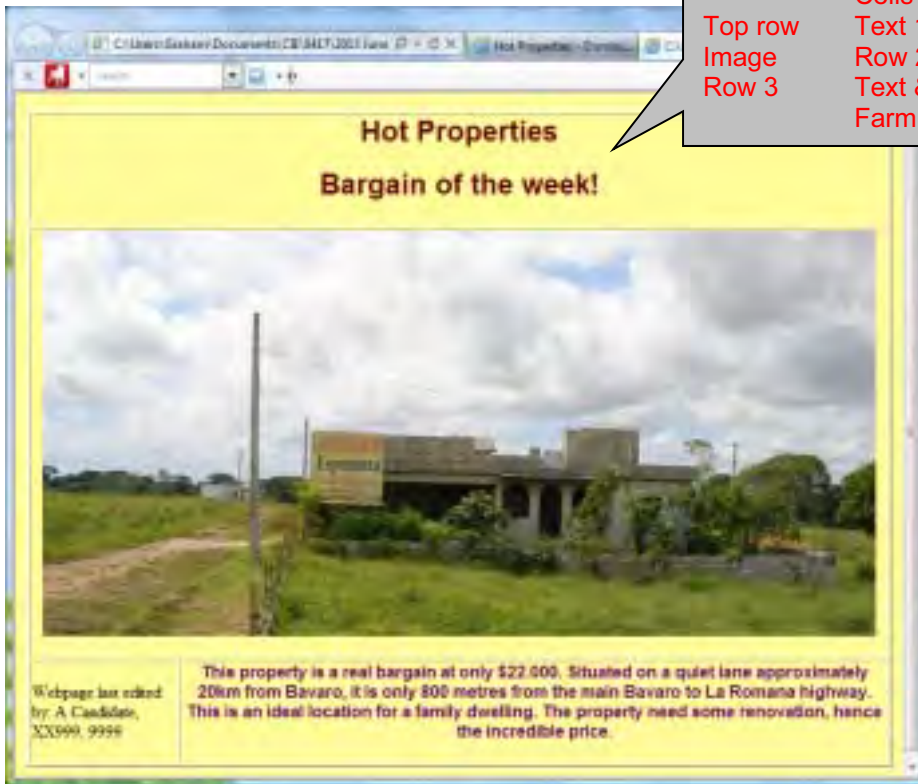 Cells
Top row Text 1
Image Row 2
Row 3 Text &
Farm
Hot Properties
Bargain of the week!
Webpage last edited
by: A Candidate,
XX999, 9999
This property is a real bargain at only $22.000. Situated on a quiet lane approximately
20km from Bavaro, it is only 800 metres from the main Bavaro to La Romana highway.
This is an ideal location for a family dwelling. The property need some renovation, hence
the incredible price.